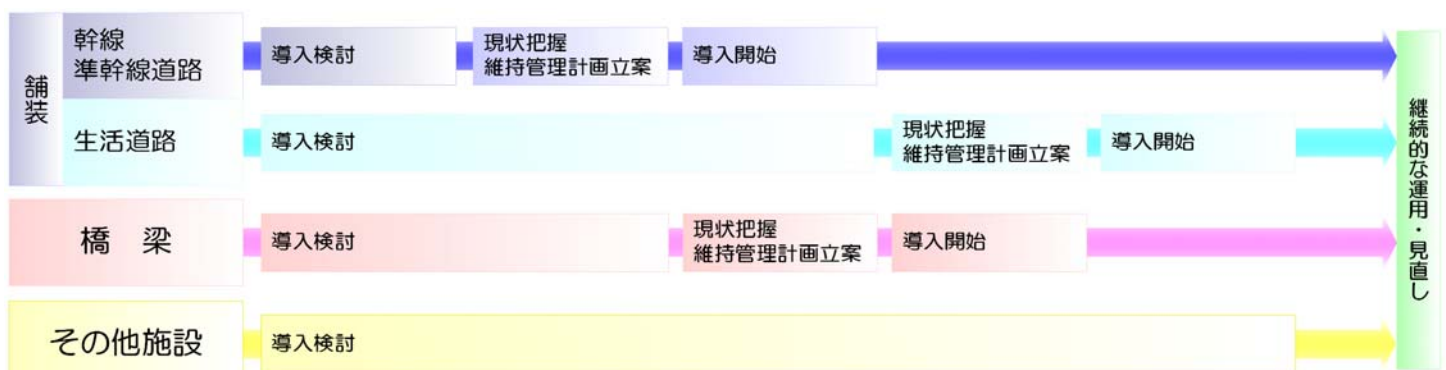 舗装
幹線
準幹線道路
導入検討
現状把握
維持管理計画立案
導入開始
生活道路
導入検討
現状把握
維持管理計画立案
導入開始
橋 梁
導入検討
現状把握
維持管理計画立案
導入開始
その他施設
導入検討
継続的な運用・見直し